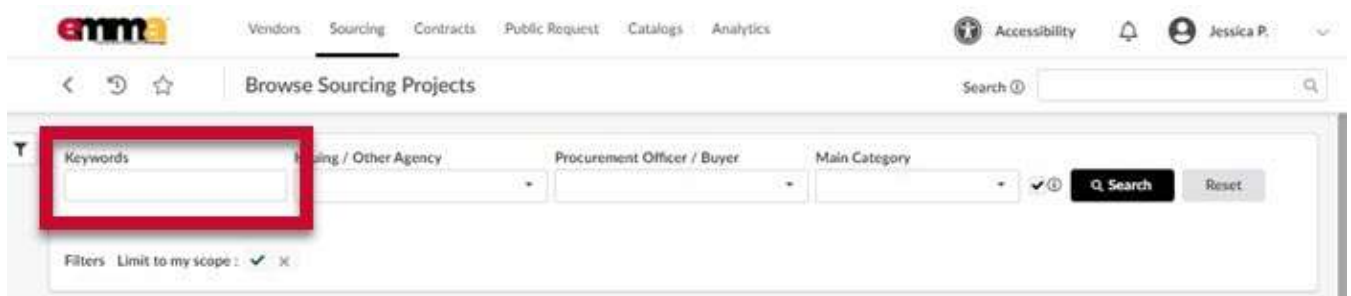 emma Vendors Sourcing Contracts Public Request Catalogs Analytics Accessibility Jessica P.
Browse Sourcing Projects Search
Keywords Issuing / Other Agency Procurement Officer / Buyer Main Category
Search Reset
Filters Limit to my scope :